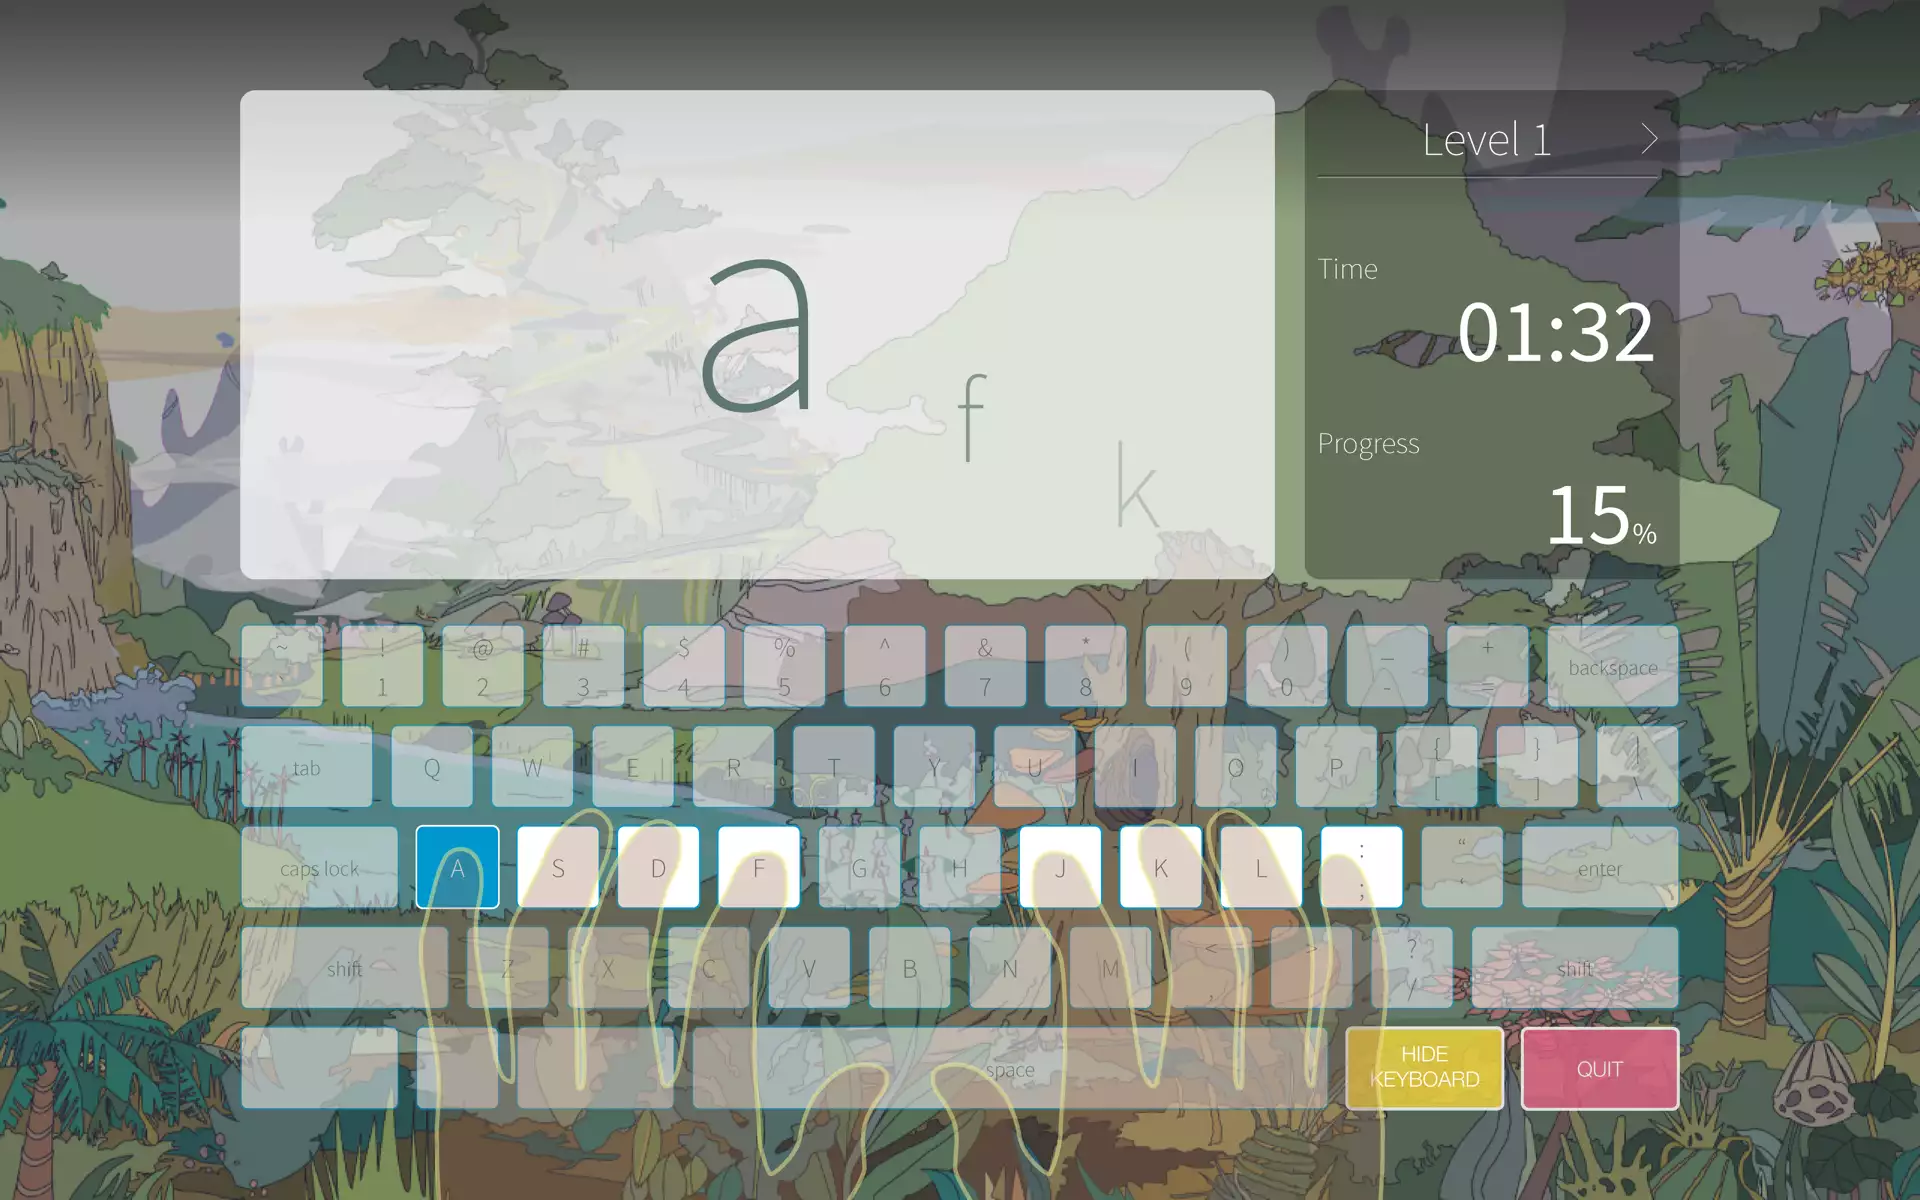 Level 1
a
f
k
Time
01:32
Progress
15%
~ ! @ # $ % ^ & * ( ) _ +
` 1 2 3 4 5 6 7 8 9 0 - = backspace
{ } |
tab Q W E R T Y U I O P [ ] \
caps lock A S D F G H J K L : ; “ ‘ enter
< > ?
shift Z X C V B N M , . / shift
space
HIDE
KEYBOARD
QUIT